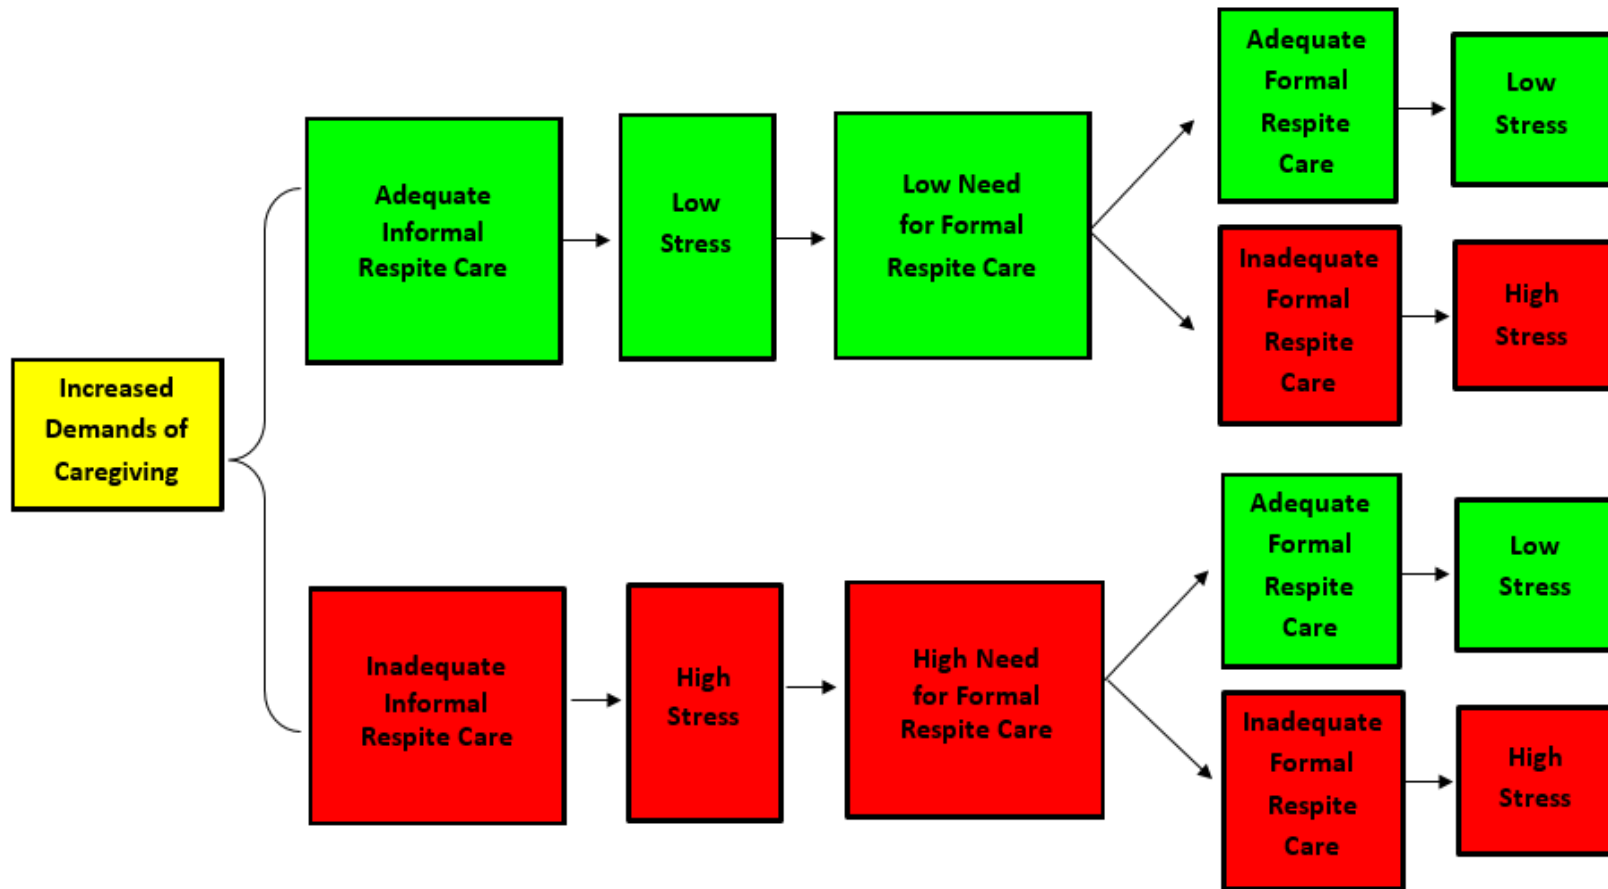 Increased
Demands of
Caregiving
Adequate
Informal
Respite Care
Low
Stress
Low Need
for Formal
Respite Care
Adequate
Formal
Respite
Care
Low
Stress
Inadequate
Formal
Respite
Care
High
Stress
Inadequate
Informal
Respite Care
High
Stress
High Need
for Formal
Respite Care
Adequate
Formal
Respite
Care
Low
Stress
Inadequate
Formal
Respite
Care
High
Stress